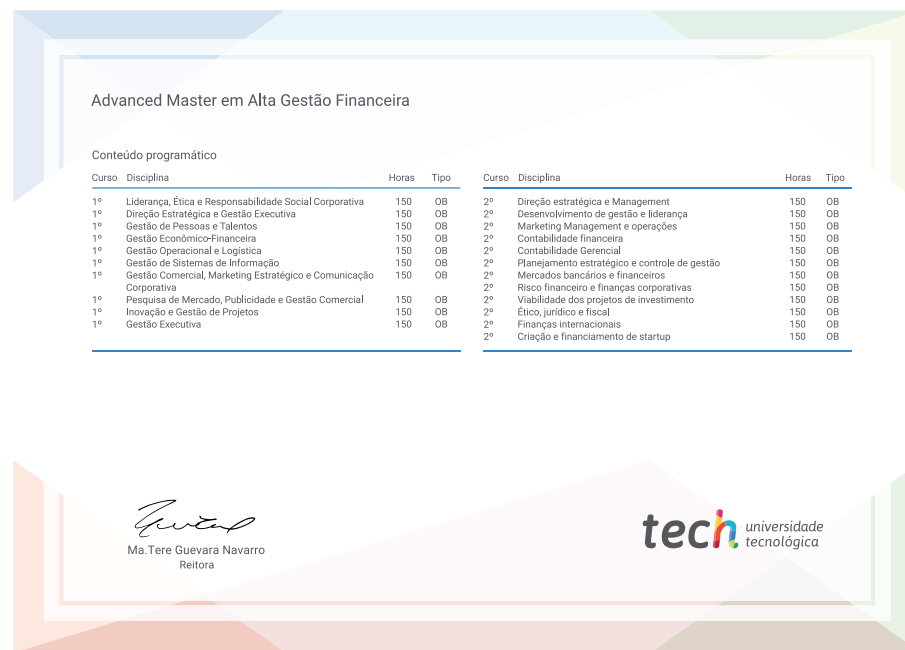 Advanced Master em Alta Gestão Financeira
Conteúdo programático
Curso Disciplina Horas Tipo
1º Liderança, Ética e Responsabilidade Social Corporativa 150 OB
1º Direção Estratégica e Gestão Executiva 150 OB
1º Gestão de Pessoas e Talentos 150 OB
1º Gestão Econômico-Financeira 150 OB
1º Gestão Operacional e Logística 150 OB
1º Gestão de Sistemas de Informação 150 OB
1º Gestão Comercial, Marketing Estratégico e Comunicação 150 OB
Corporativa
1º Pesquisa de Mercado, Publicidade e Gestão Comercial 150 OB
1º Inovação e Gestão de Projetos 150 OB
1º Gestão Executiva 150 OB
Curso Disciplina Horas Tipo
2º Direção estratégica e Management 150 OB
2º Desenvolvimento de gestão e liderança 150 OB
2º Marketing Management e operações 150 OB
2º Contabilidade financeira 150 OB
2º Contabilidade Gerencial 150 OB
2º Planejamento estratégico e controle de gestão 150 OB
2º Mercados bancários e financeiros 150 OB
2º Risco financeiro e finanças corporativas 150 OB
2º Viabilidade dos projetos de investimento 150 OB
2º Ético, jurídico e fiscal 150 OB
2º Finanças internacionais 150 OB
2º Criação e financiamento de startup 150 OB
Ma.Tere Guevara Navarro
Reitora
tech universidade
tecnológica